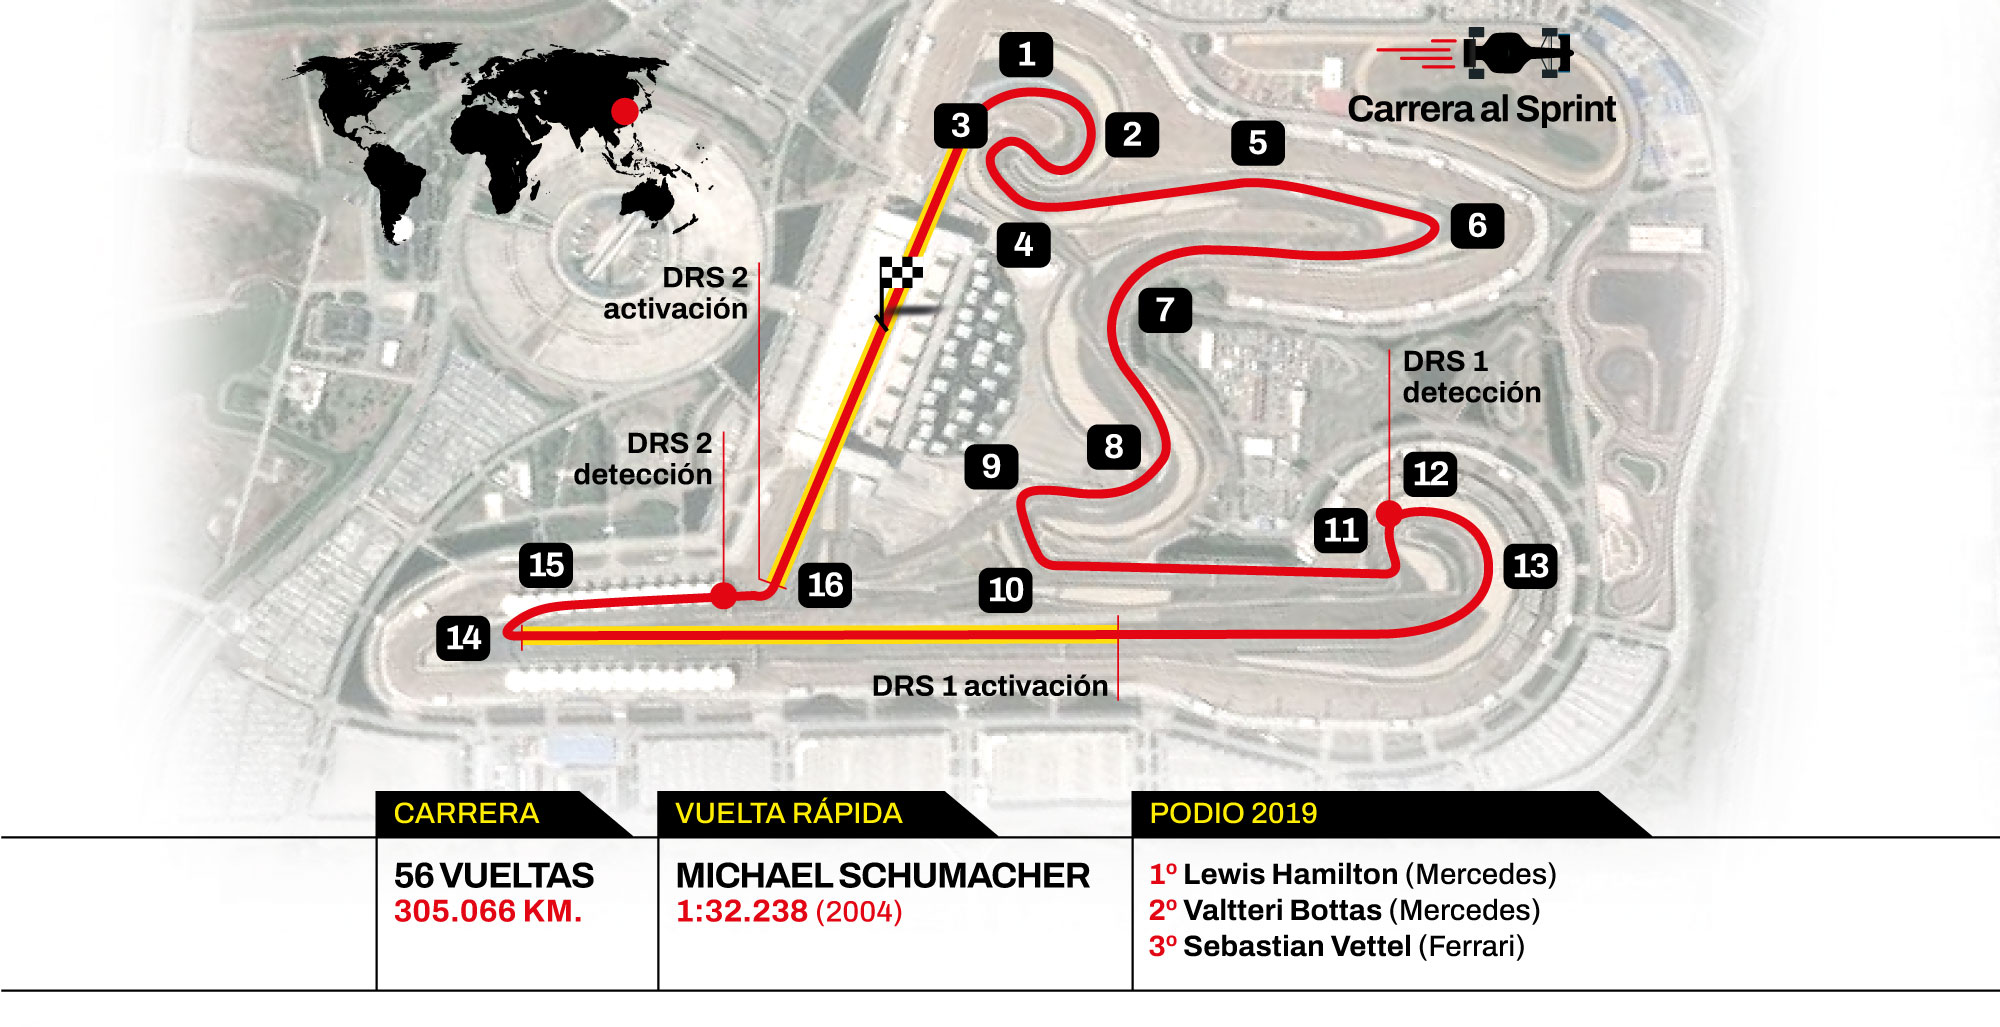 1
Carrera al Sprint
3
2
5
6
4
DRS 2
activación
7
DRS 1
detección
DRS 2
detección
8
9
12
11
15
13
16
10
14
DRS 1 activación
CARRERA
56 VUELTAS
305.066 KM.
VUELTA RÁPIDA
MICHAEL SCHUMACHER
1:32.238 (2004)
PODIO 2019
1º Lewis Hamilton (Mercedes)
2º Valtteri Bottas (Mercedes)
3º Sebastian Vettel (Ferrari)